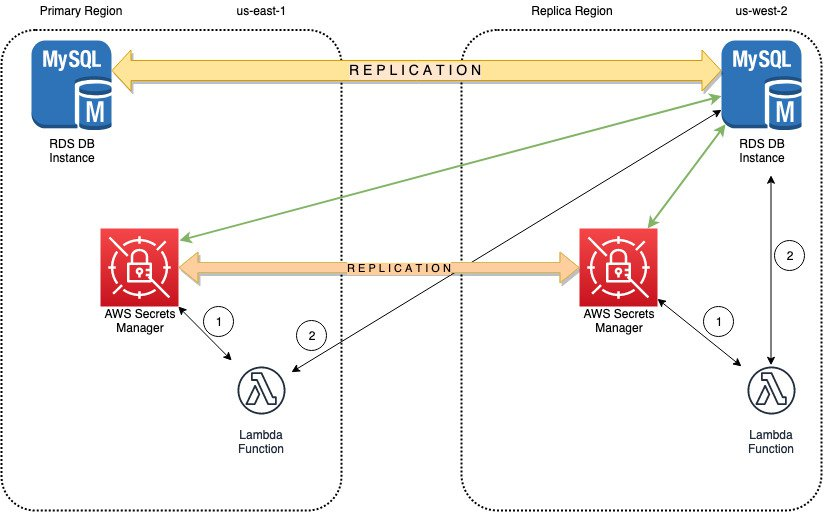 Primary Region
us-east-1
Replica Region
us-west-2
MySQL
M
RDS DB
Instance
REPLICATION
MySQL
M
RDS DB
Instance
AWS Secrets
Manager
REPLICATION
AWS Secrets
Manager
1
2
1
2
Lambda
Function
Lambda
Function